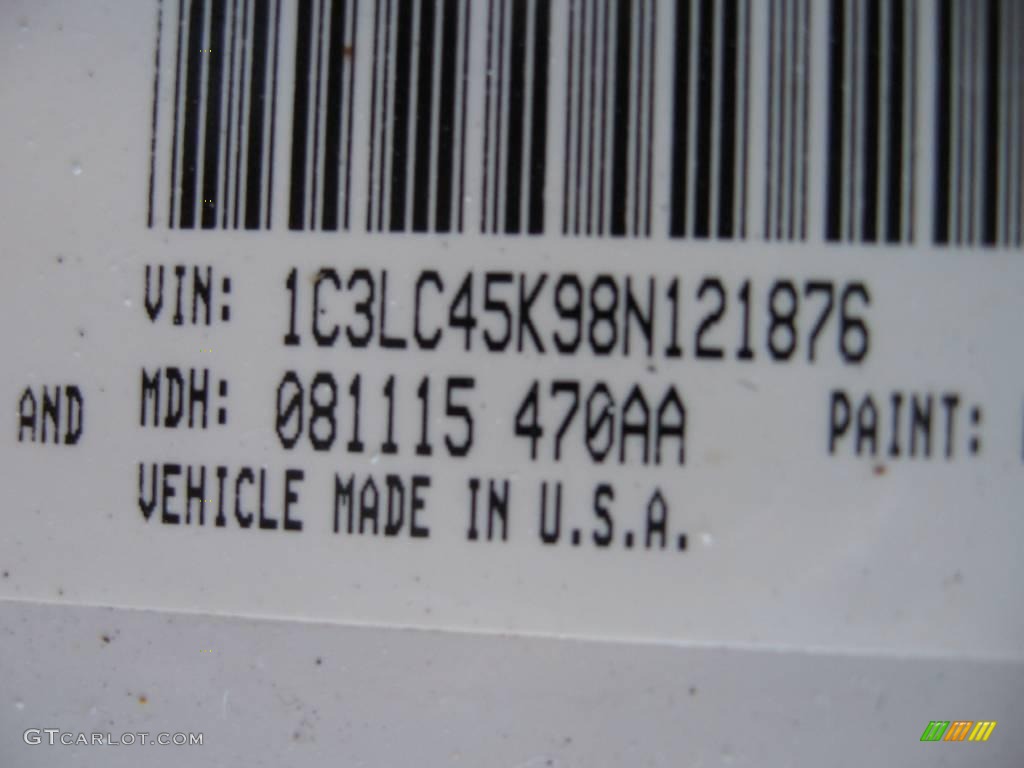 VIN: 1C3LC45K98N121876
AND MDH: 081115 470AA PAINT:
VEHICLE MADE IN U.S.A.
GTCARLOT.COM